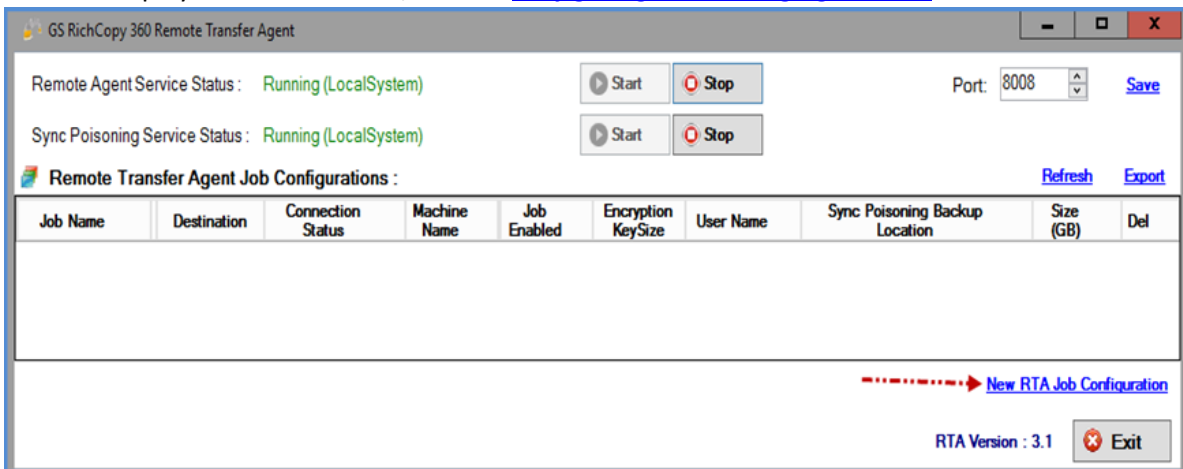 GS RichCopy 360 Remote Transfer Agent
Remote Agent Service Status : Running (LocalSystem) Start Stop Port: 8008 Save
Sync Poisoning Service Status : Running (LocalSystem) Start Stop
Remote Transfer Agent Job Configurations : Refresh Export
Job Name Destination Connection Status Machine Name Job Enabled Encryption KeySize User Name Sync Poisoning Backup Location Size (GB) Del
New RTA Job Configuration
RTA Version : 3.1 Exit